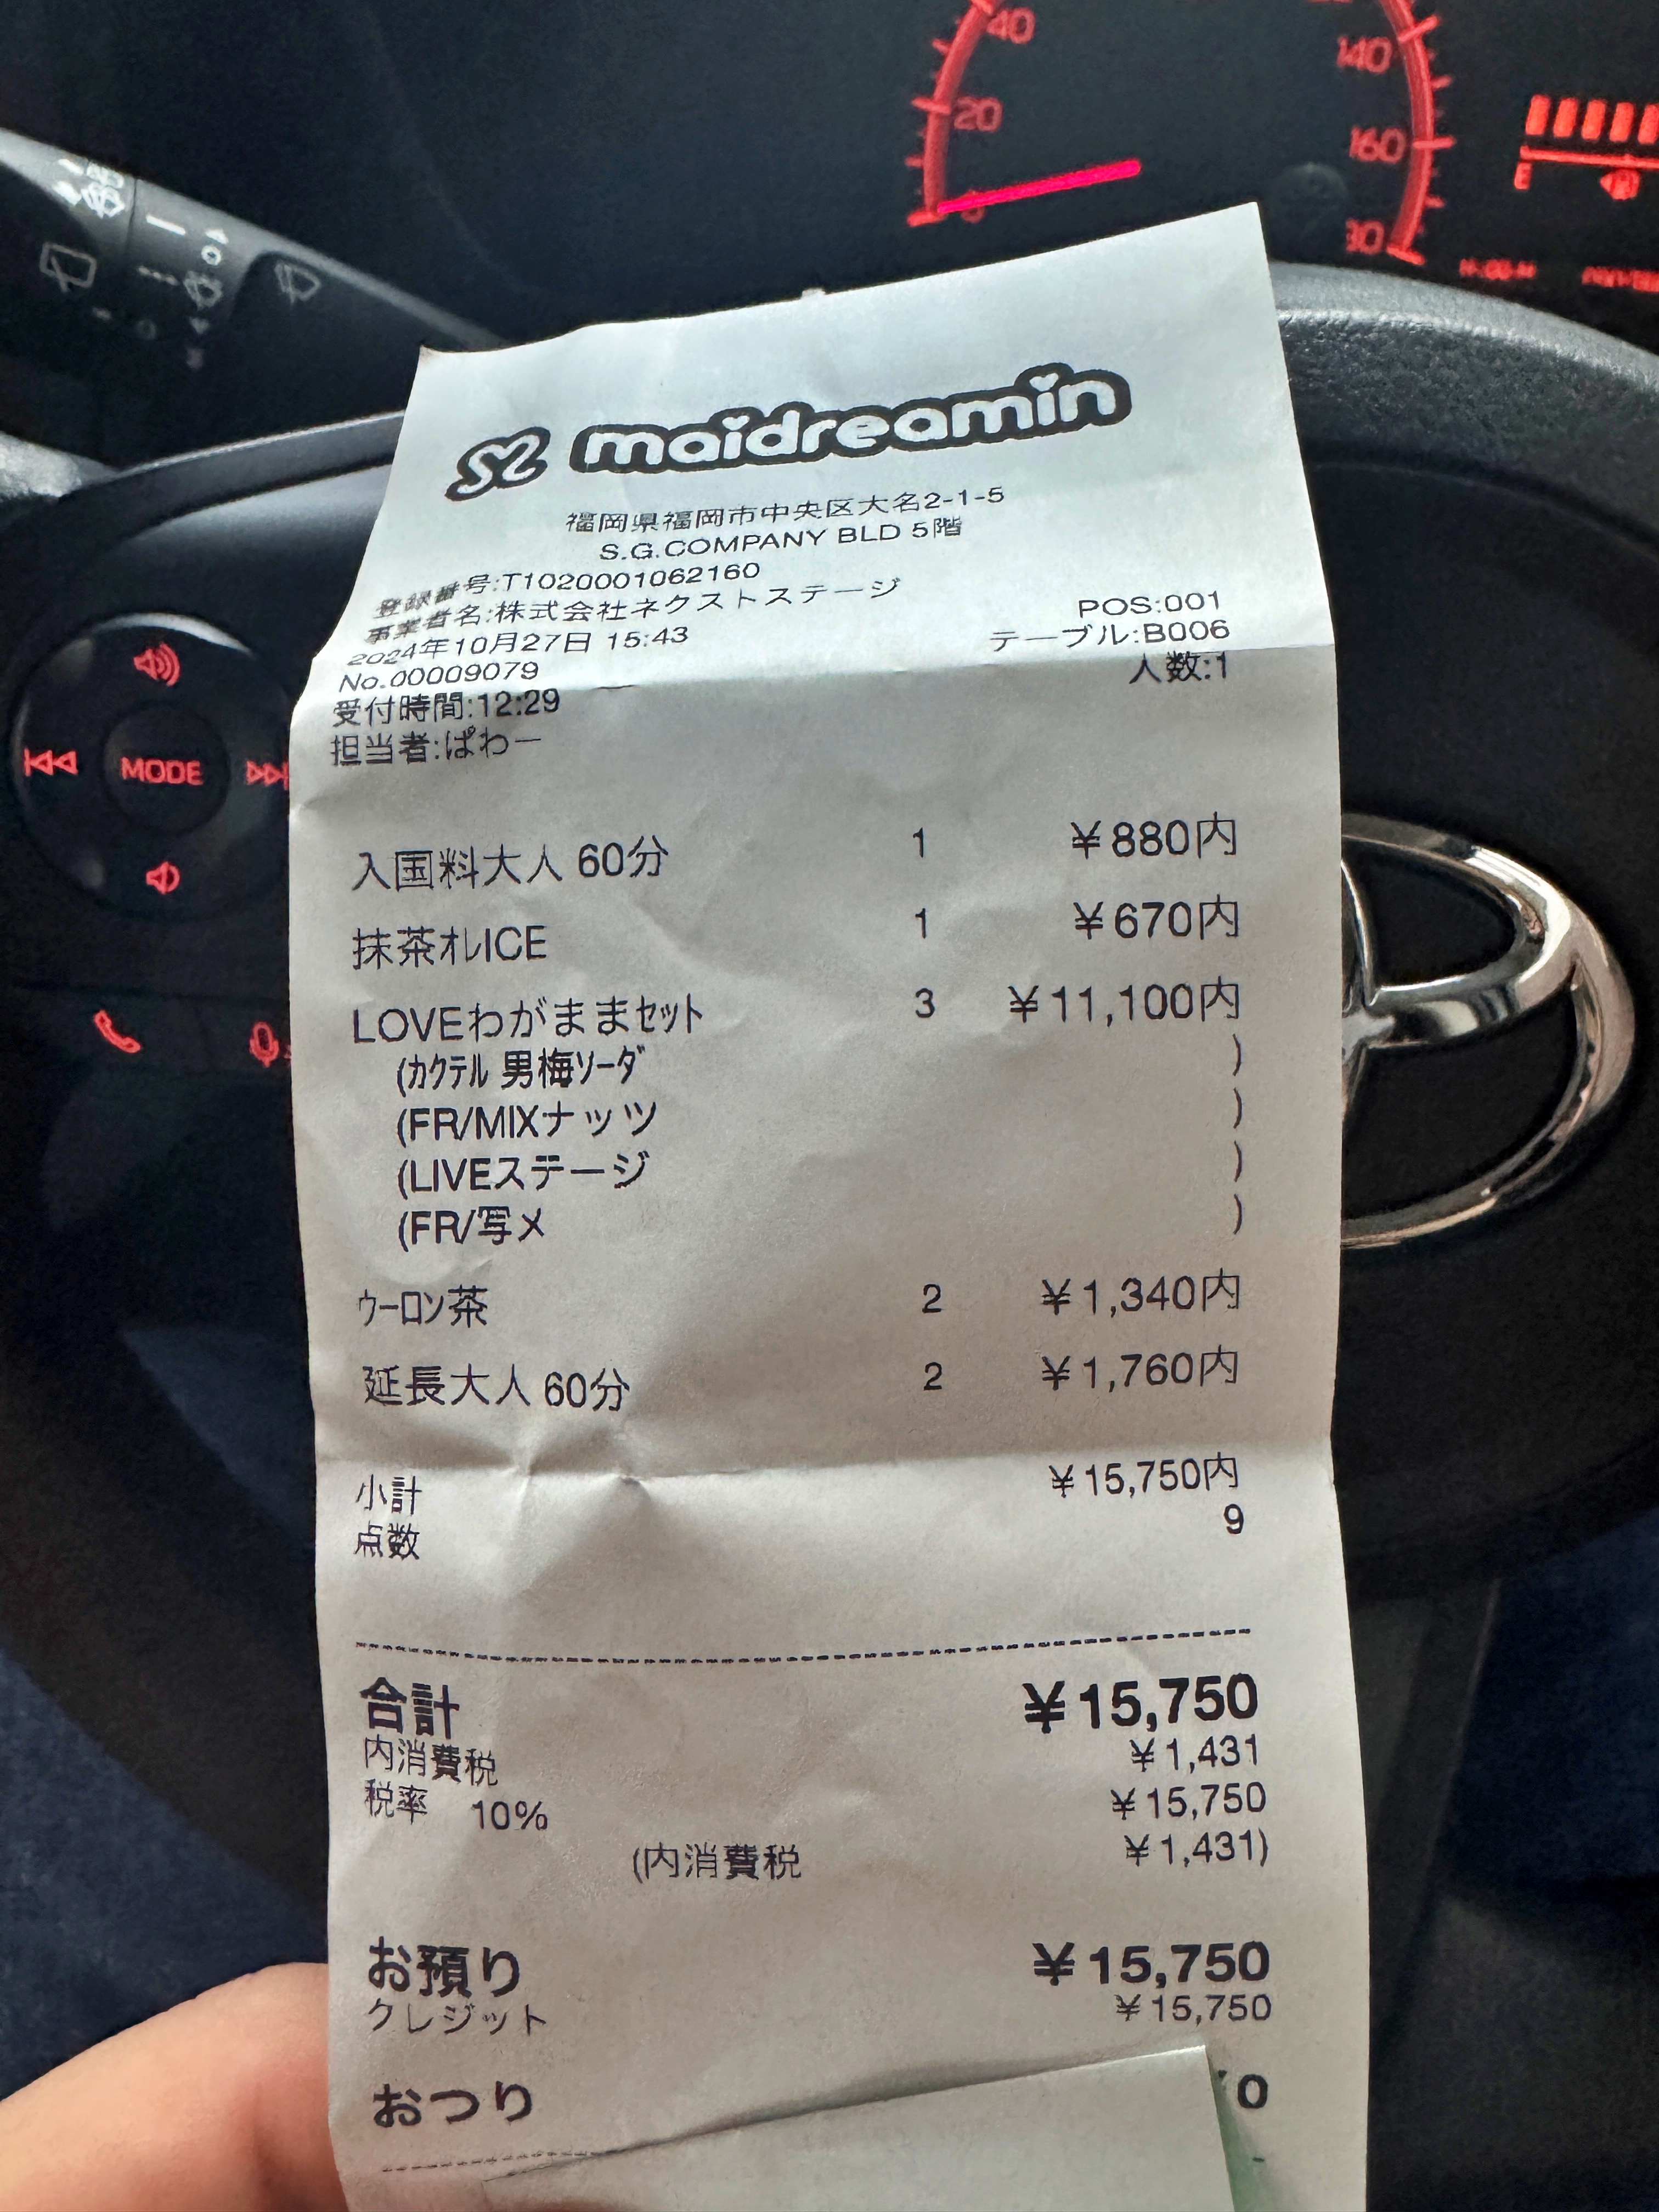 40
20
0
140
160
E
MODE
maidreamin
福岡県福岡市中央区大名2-1-5
S.G.COMPANY BLD 5階
登録番号:T1020001062160
事業者名:株式会社ネクストステージ
2024年10月27日 15:43 POS:001
No.00009079 テーブル:B006
受付時間:12:29 人数:1
担当者:ぱわー
入国料大人 60分 1 ¥880内
抹茶オレICE 1 ¥670内
LOVEわがままセット 3 ¥11,100内
(カクテル 男梅ソーダ )
(FR/MIXナッツ )
(LIVEステージ )
(FR/写メ )
ウーロン茶 2 ¥1,340内
延長大人 60分 2 ¥1,760内
小計 ¥15,750内
点数 9
合計 ¥15,750
内消費税 ¥1,431
税率 10% ¥15,750
(内消費税 ¥1,431)
お預り ¥15,750
クレジット ¥15,750
おつり 0